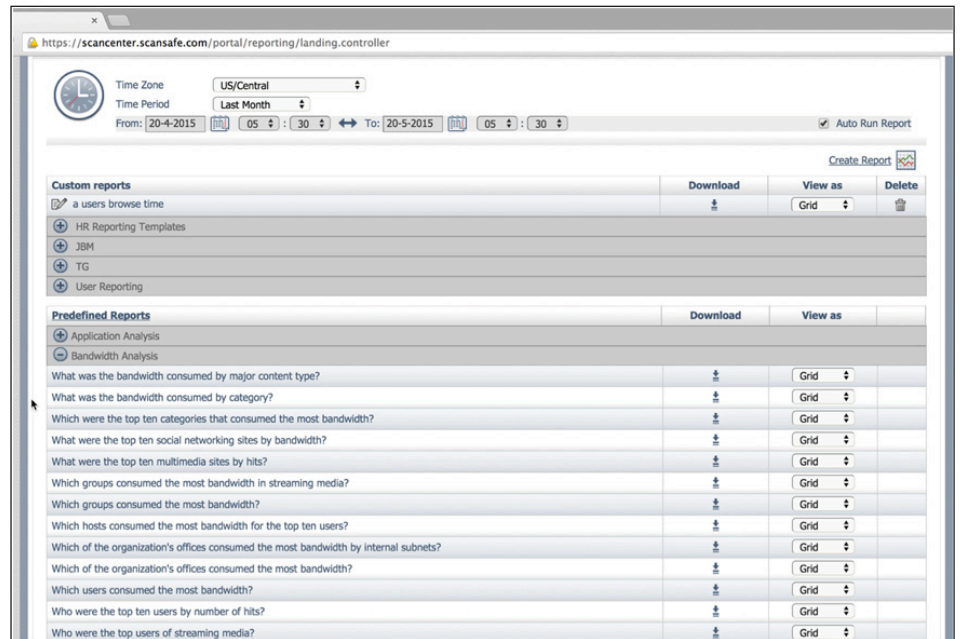 https://scancenter.scansafe.com/portal/reporting/landing.controller
Time Zone US/Central
Time Period Last Month
From: 20-4-2015 05 : 30 To: 20-5-2015 05 : 30 Auto Run Report
Create Report
Custom reports Download View as Delete
a users browse time Grid
HR Reporting Templates
JBM
TG
User Reporting
Predefined Reports Download View as
Application Analysis
Bandwidth Analysis
What was the bandwidth consumed by major content type? Grid
What was the bandwidth consumed by category? Grid
Which were the top ten categories that consumed the most bandwidth? Grid
What were the top ten social networking sites by bandwidth? Grid
What were the top ten multimedia sites by hits? Grid
Which groups consumed the most bandwidth in streaming media? Grid
Which groups consumed the most bandwidth? Grid
Which hosts consumed the most bandwidth for the top ten users? Grid
Which of the organization's offices consumed the most bandwidth by internal subnets? Grid
Which of the organization's offices consumed the most bandwidth? Grid
Which users consumed the most bandwidth? Grid
Who were the top ten users by number of hits? Grid
Who were the top users of streaming media? Grid